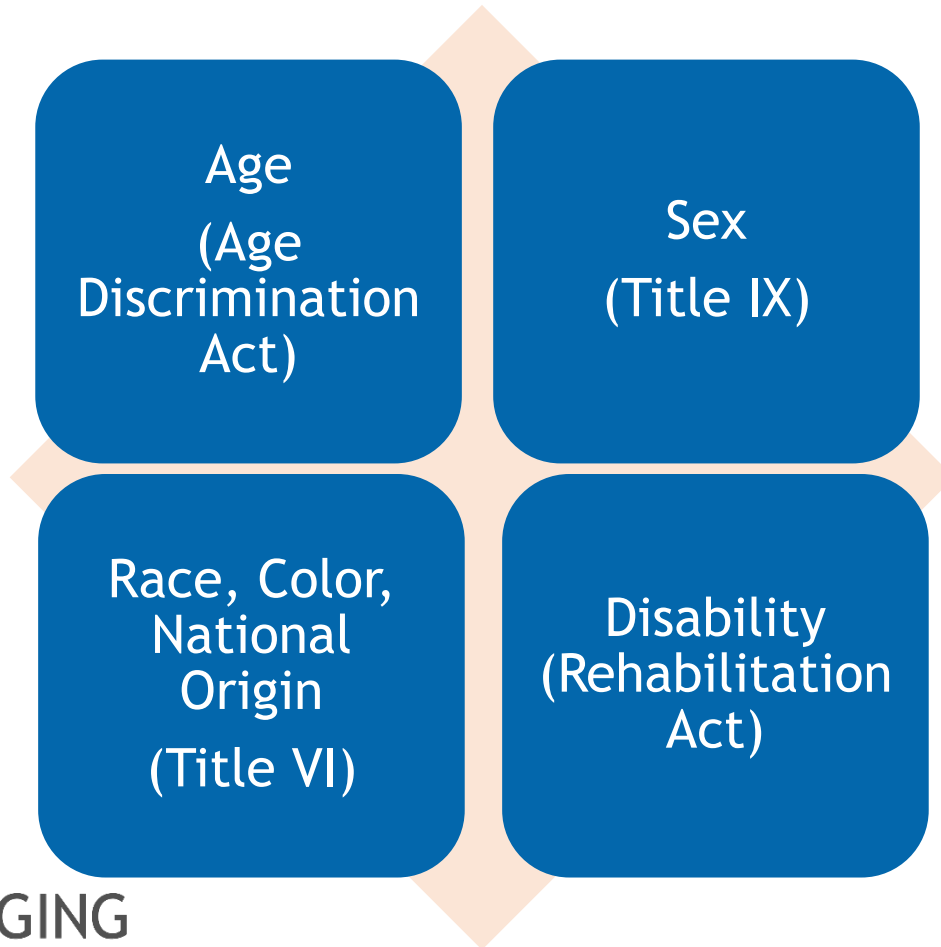 Age
(Age
Discrimination
Act)
Sex
(Title IX)
Race, Color,
National
Origin
(Title VI)
Disability
(Rehabilitation
Act)
GING